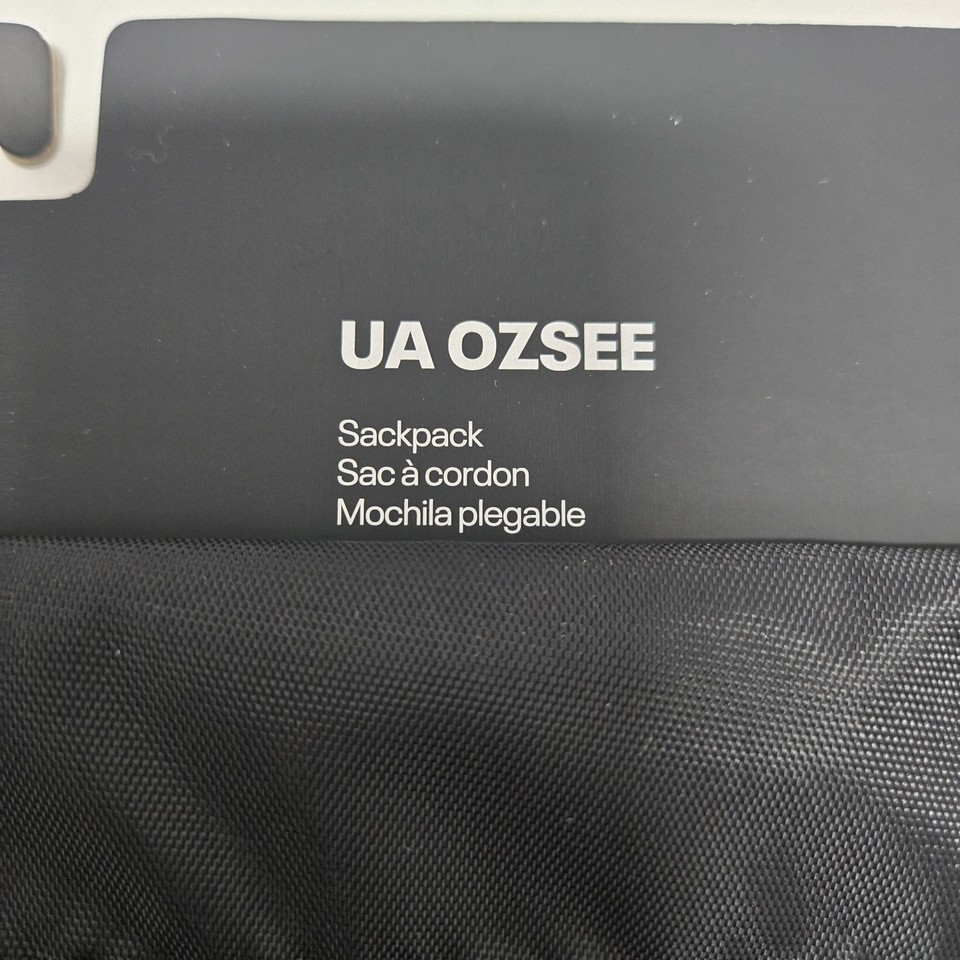 UA OZSEE
Sackpack
Sac à cordon
Mochila plegable